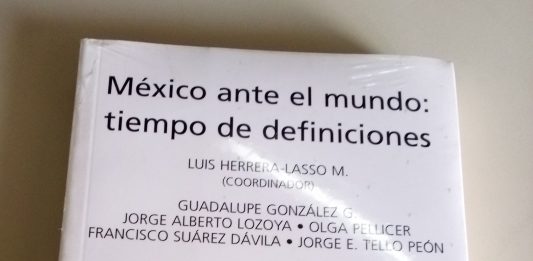 México ante el mundo:
tiempo de definiciones
LUIS HERRERA-LASSO M.
(COORDINADOR)
GUADALUPE GONZÁLEZ G.
JORGE ALBERTO LOZOYA • OLGA PELLICER
FRANCISCO SUÁREZ DÁVILA • JORGE E. TELLO PEÓN